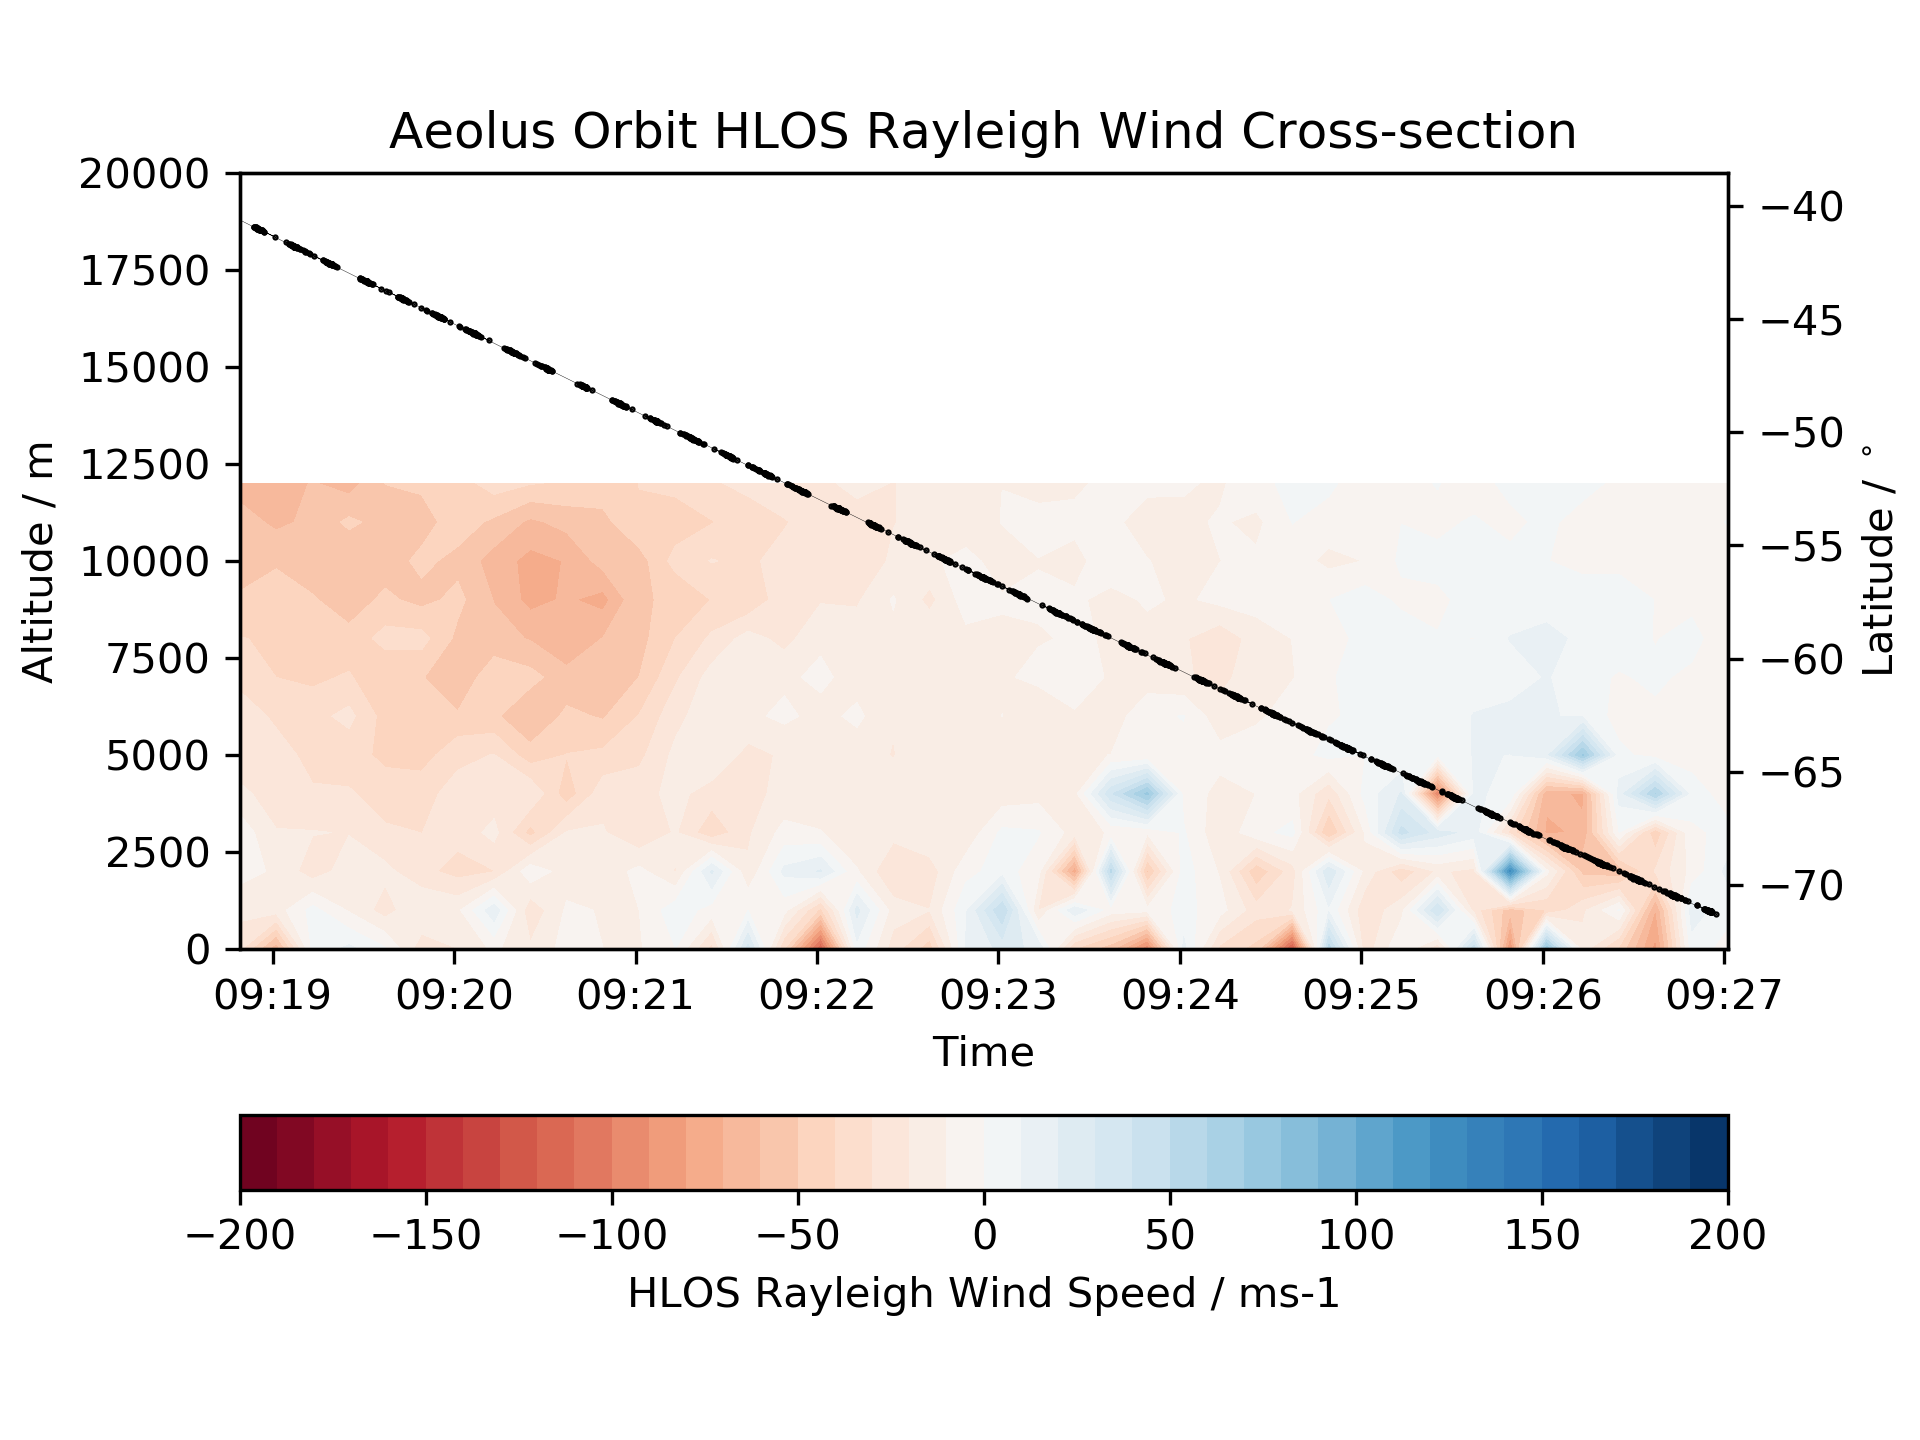 Aeolus Orbit HLOS Rayleigh Wind Cross-section
20000
17500
15000
12500
10000
7500
5000
2500
0
Altitude / m
−40
−45
−50
−55
−60
−65
−70
Latitude / °
09:19 09:20 09:21 09:22 09:23 09:24 09:25 09:26 09:27
Time
−200 −150 −100 −50 0 50 100 150 200
HLOS Rayleigh Wind Speed / ms-1